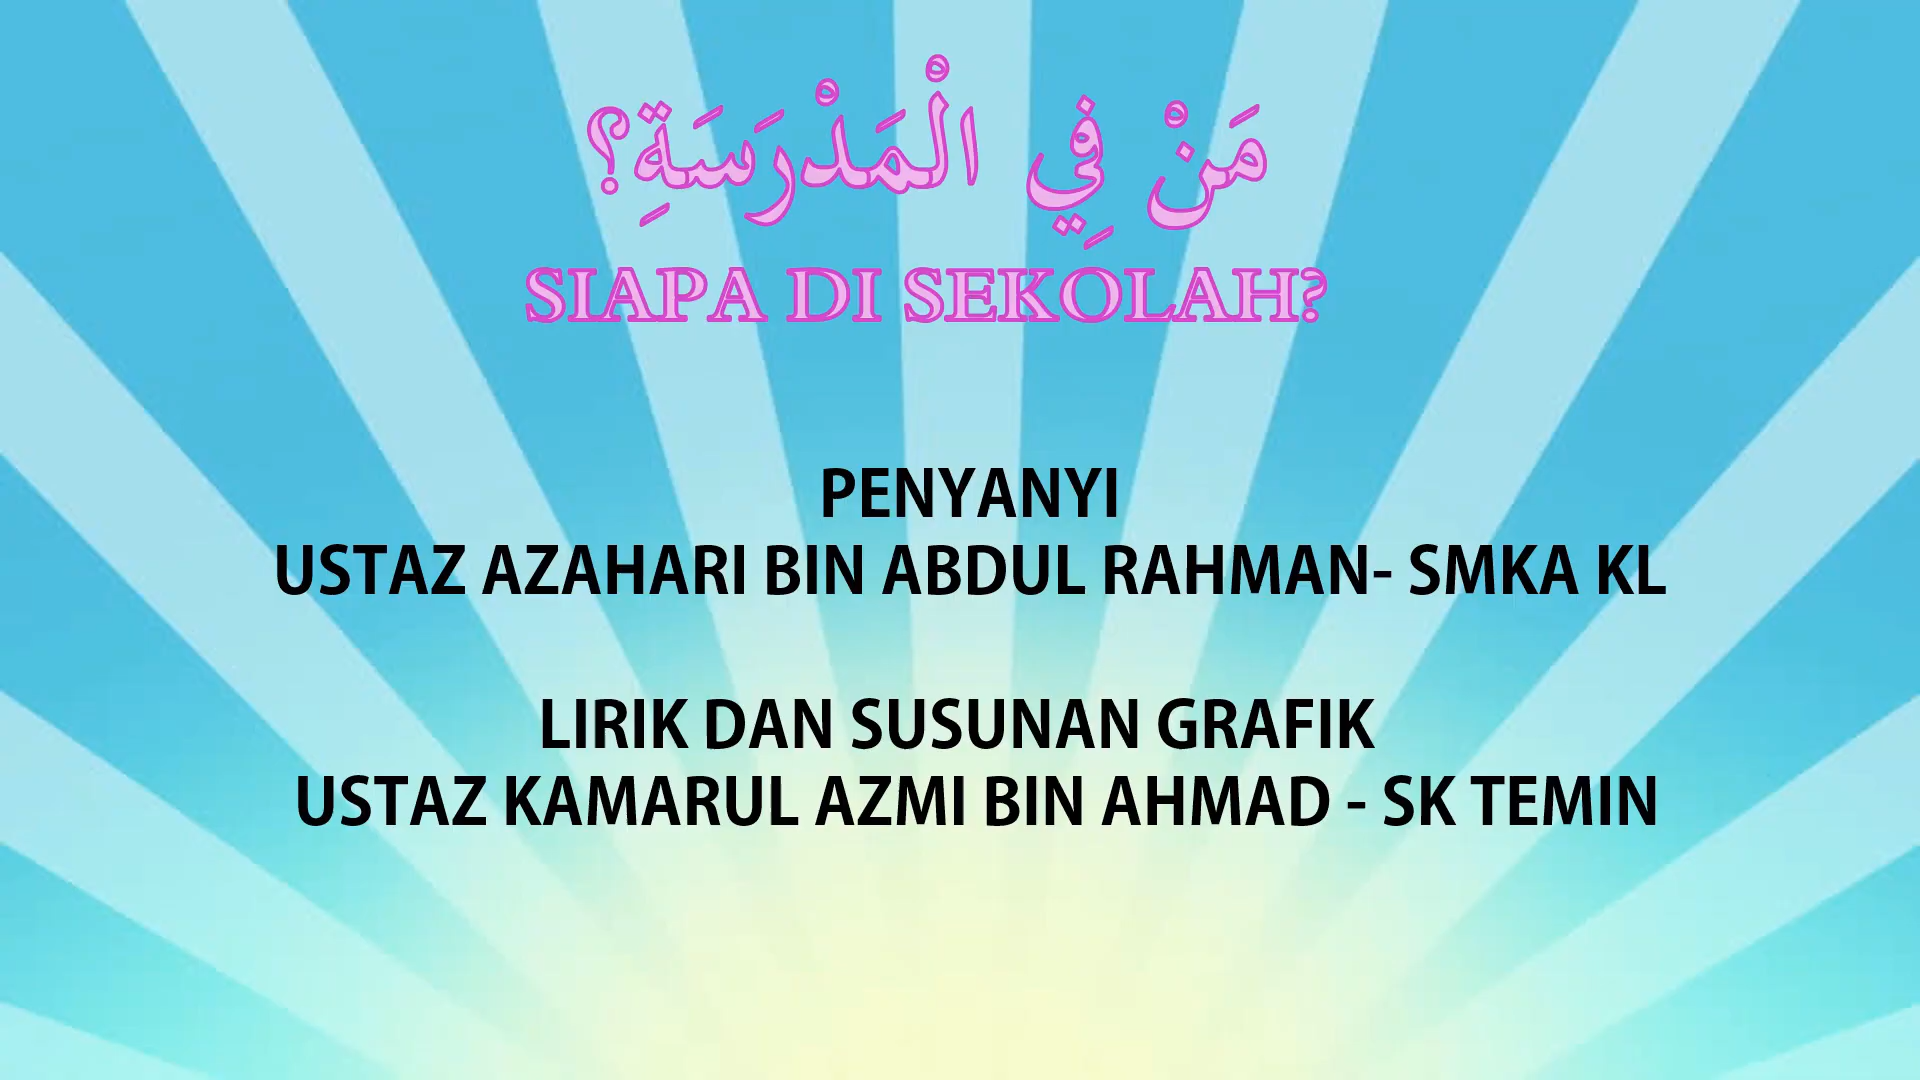 مَنْ فِي الْمَدْرَسَةِ؟
SIAPA DI SEKOLAH?
PENYANYI
USTAZ AZAHARI BIN ABDUL RAHMAN- SMKA KL
LIRIK DAN SUSUNAN GRAFIK
USTAZ KAMARUL AZMI BIN AHMAD - SK TEMIN